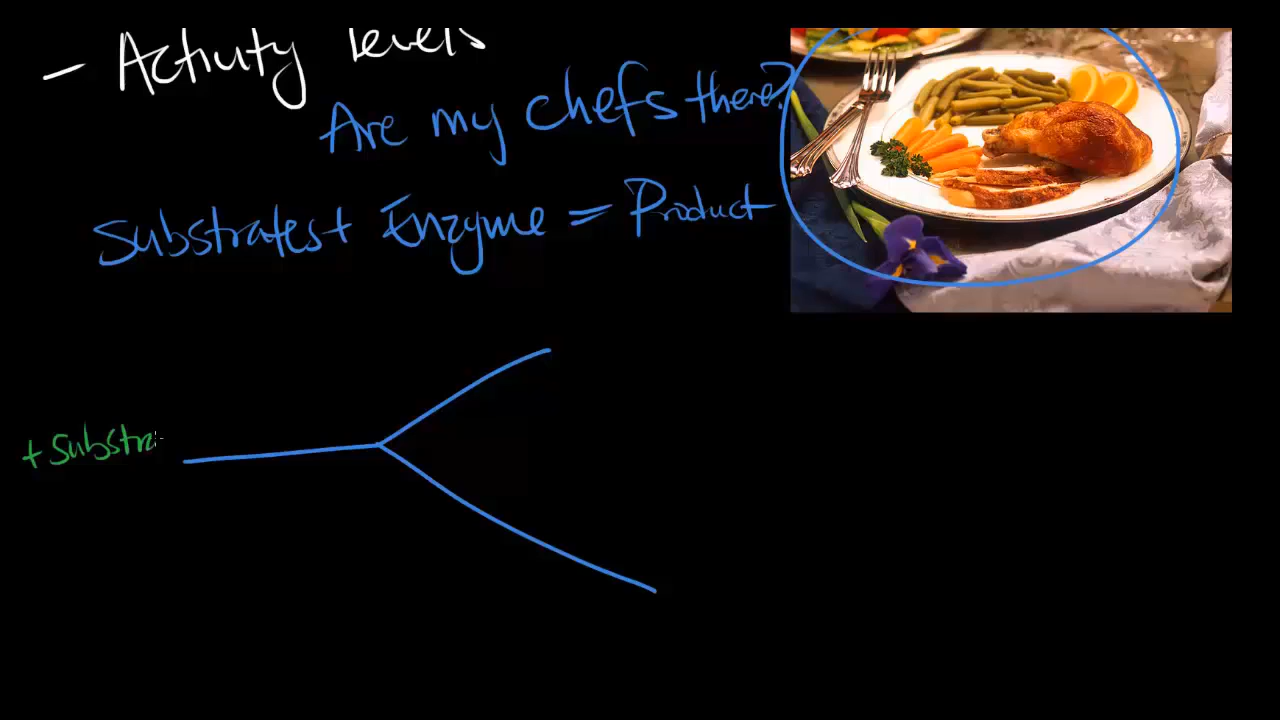 - Activity levels
Are my chefs there?
Substrates + Enzyme = Product
+ Substra